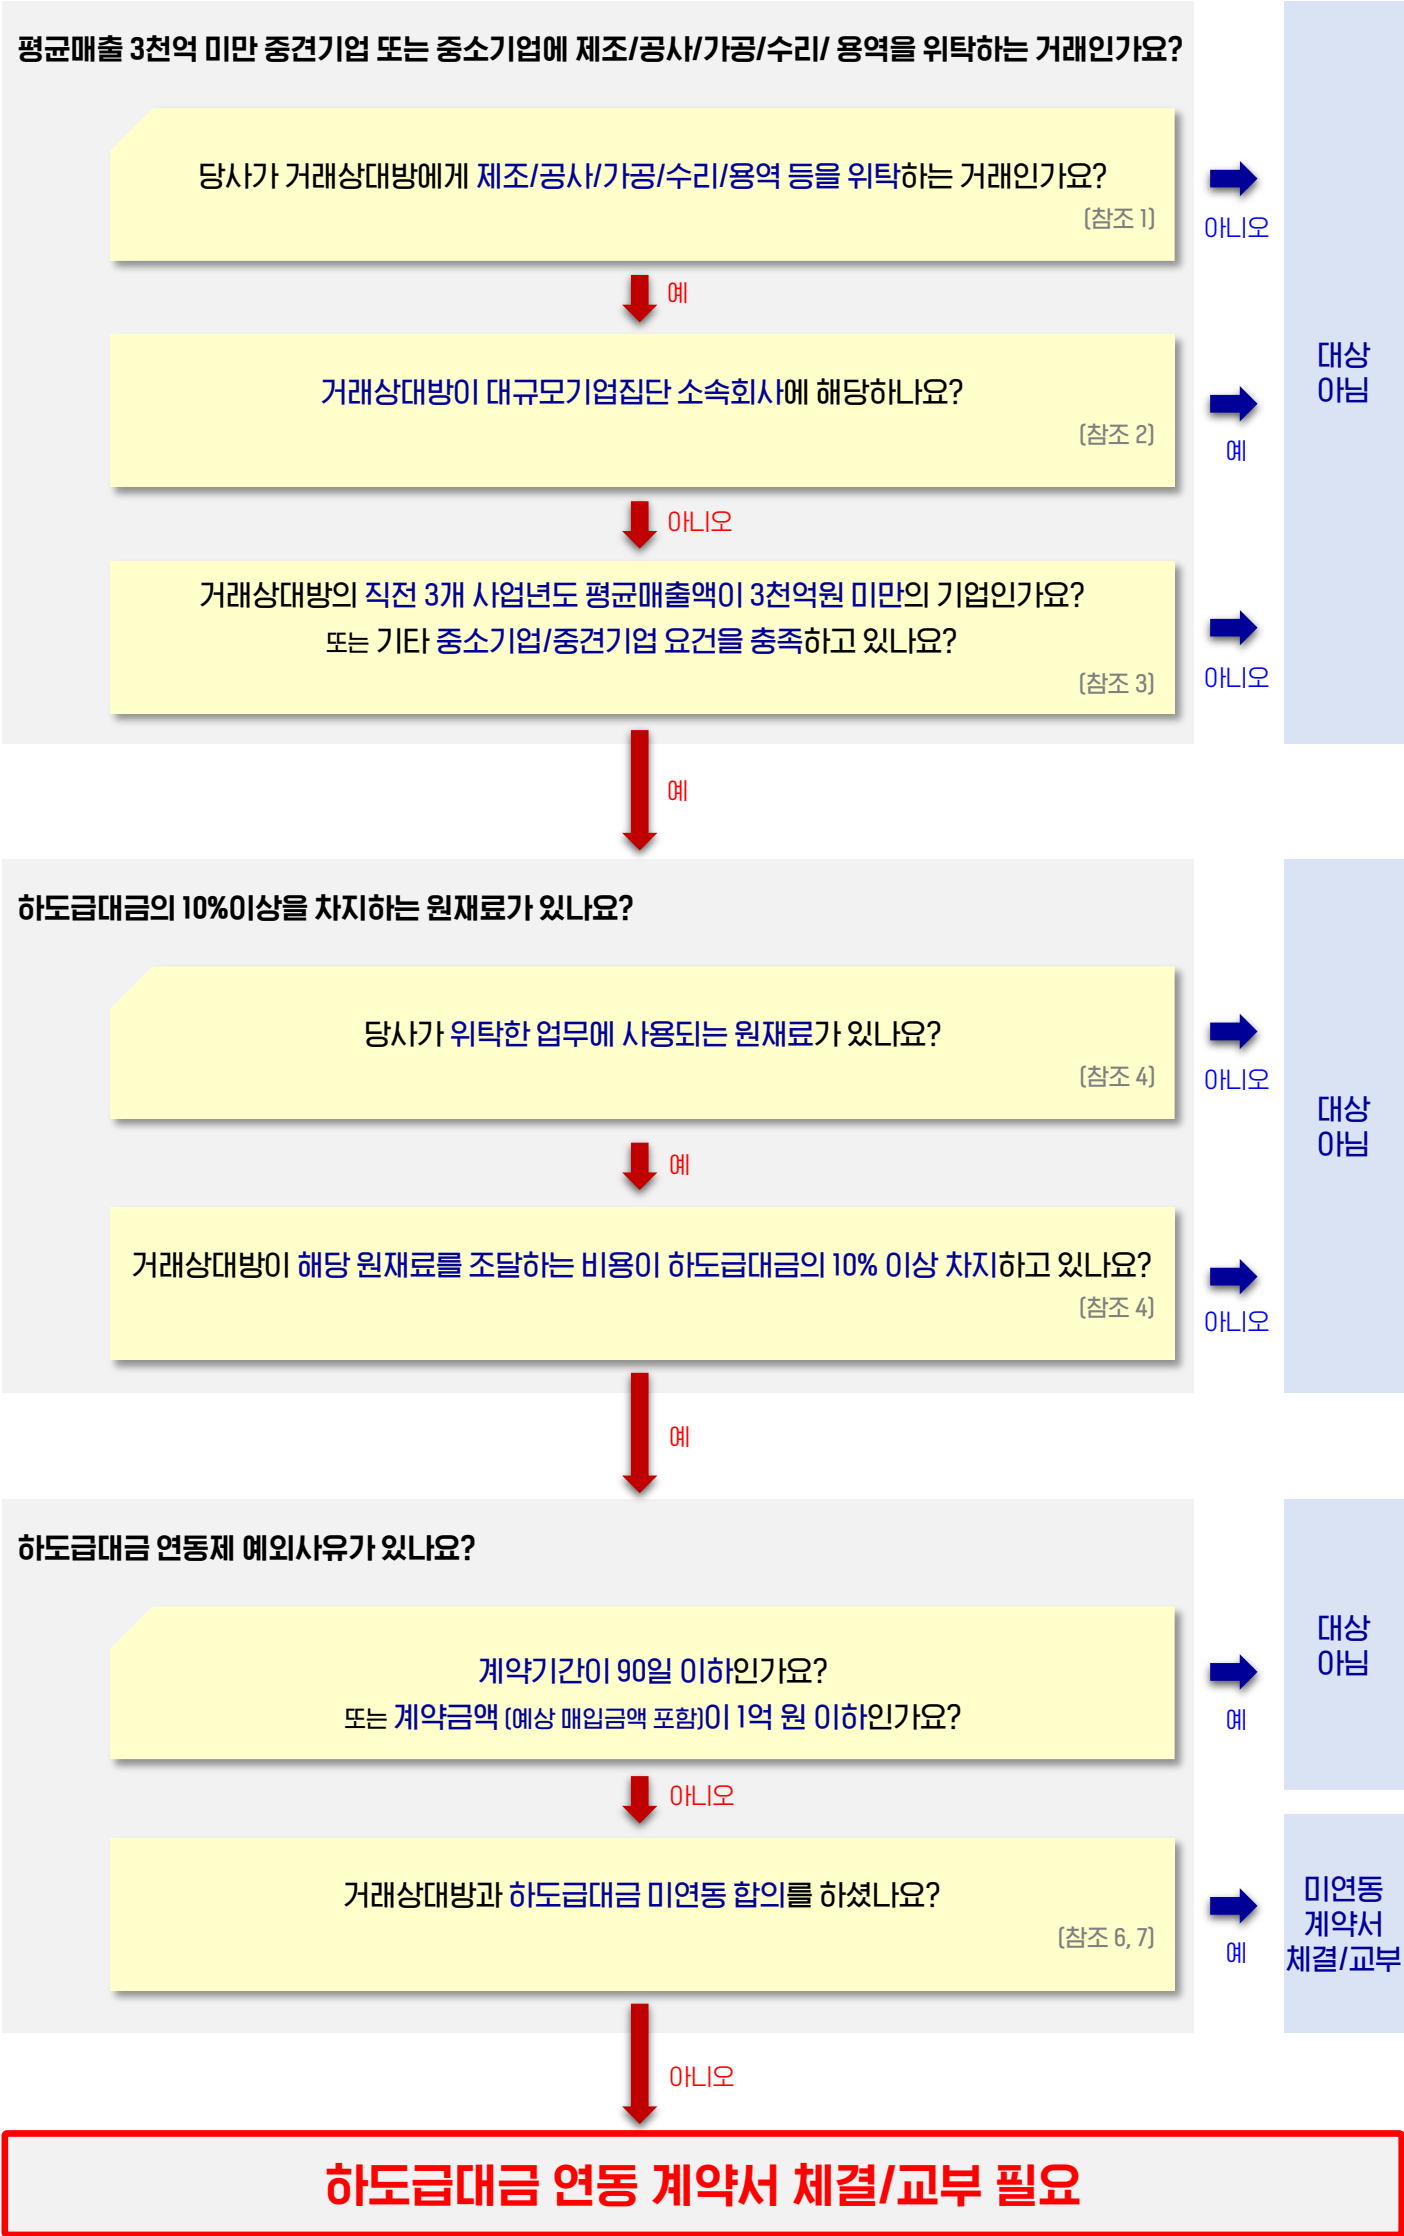 평균매출 3천억 미만 중견기업 또는 중소기업에 제조/공사/가공/수리/ 용역을 위탁하는 거래인가요?
당사가 거래상대방에게 제조/공사/가공/수리/용역 등을 위탁하는 거래인가요?
(참조 1)
아니오
예
대상
아님
거래상대방이 대규모기업집단 소속회사에 해당하나요?
(참조 2)
예
아니오
거래상대방의 직전 3개 사업년도 평균매출액이 3천억원 미만의 기업인가요?
또는 기타 중소기업/중견기업 요건을 충족하고 있나요?
(참조 3)
아니오
예
하도급대금의 10%이상을 차지하는 원재료가 있나요?
당사가 위탁한 업무에 사용되는 원재료가 있나요?
(참조 4)
아니오
대상
아님
예
거래상대방이 해당 원재료를 조달하는 비용이 하도급대금의 10% 이상 차지하고 있나요?
(참조 4)
아니오
예
하도급대금 연동제 예외사유가 있나요?
계약기간이 90일 이하인가요?
또는 계약금액 (예상 매입금액 포함)이 1억 원 이하인가요?
예
대상
아님
아니오
거래상대방과 하도급대금 미연동 합의를 하셨나요?
(참조 6, 7)
예
미연동
계약서
체결/교부
아니오
하도급대금 연동 계약서 체결/교부 필요